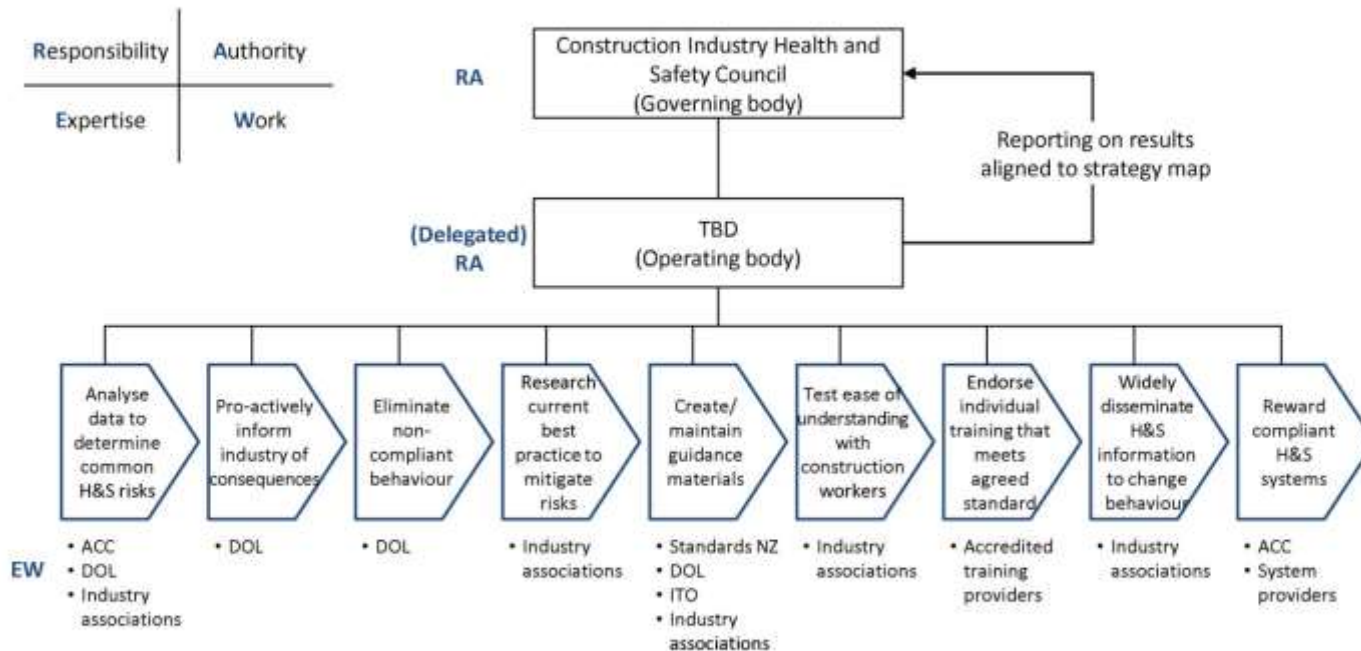 Responsibility
Authority
Expertise
Work
RA
Construction Industry Health and
Safety Council
(Governing body)
Reporting on results
aligned to strategy map
(Delegated)
RA
TBD
(Operating body)
Analyse
data to
determine
common
H&S risks
Pro-actively
inform
industry of
consequences
Eliminate
non-
compliant
behaviour
Research
current
best
practice to
mitigate
risks
Create/
maintain
guidance
materials
Test ease of
understanding
with
construction
workers
Endorse
individual
training that
meets
agreed
standard
Widely
disseminate
H&S
information
to change
behaviour
Reward
compliant
H&S
systems
EW
• ACC
• DOL
• Industry
associations
• DOL
• DOL
• Industry
associations
• Standards NZ
• DOL
• ITO
• Industry
associations
• Industry
associations
• Accredited
training
providers
• Industry
associations
• ACC
• System
providers